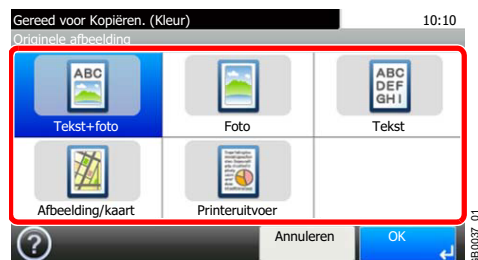 Gereed voor Kopiëren. (Kleur) 10:10
Originele afbeelding
ABC
ABC
DEF
GHI
Tekst+foto Foto Tekst
Afbeelding/kaart Printeruitvoer
? Annuleren OK